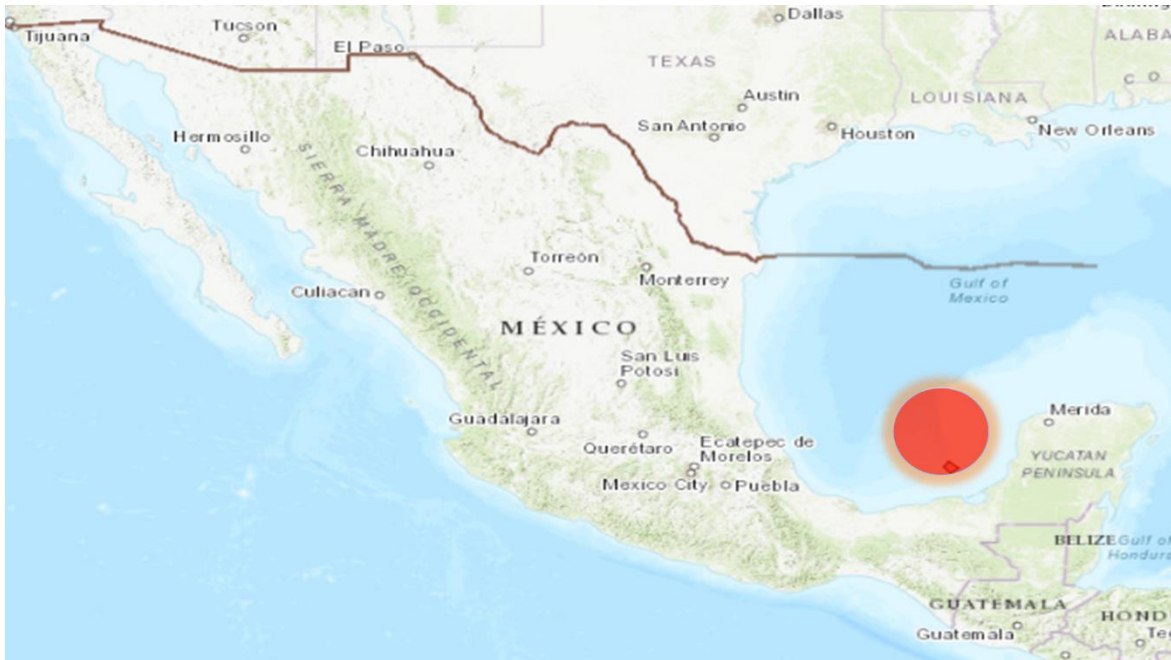 Dallas
Tucson
Tijuana
ALABA
El Paso
TEXAS
Austin
LOUISIANA
San Antonio
Houston
New Orleans
Hermosillo
Chihuahua
SIERRA MADRE OCCIDENTAL
Torreón
Monterrey
Gulf of
Mexico
Culiacan
MÉXICO
San Luis
Potosi
Merida
Guadalajara
Querétaro
Ecatepec de
Morelos
YUCATAN
PENINSULA
Mexico City
Puebla
BELIZE
Gulf of
Hondur
GUATEMALA
HOND
Guatemala
Te